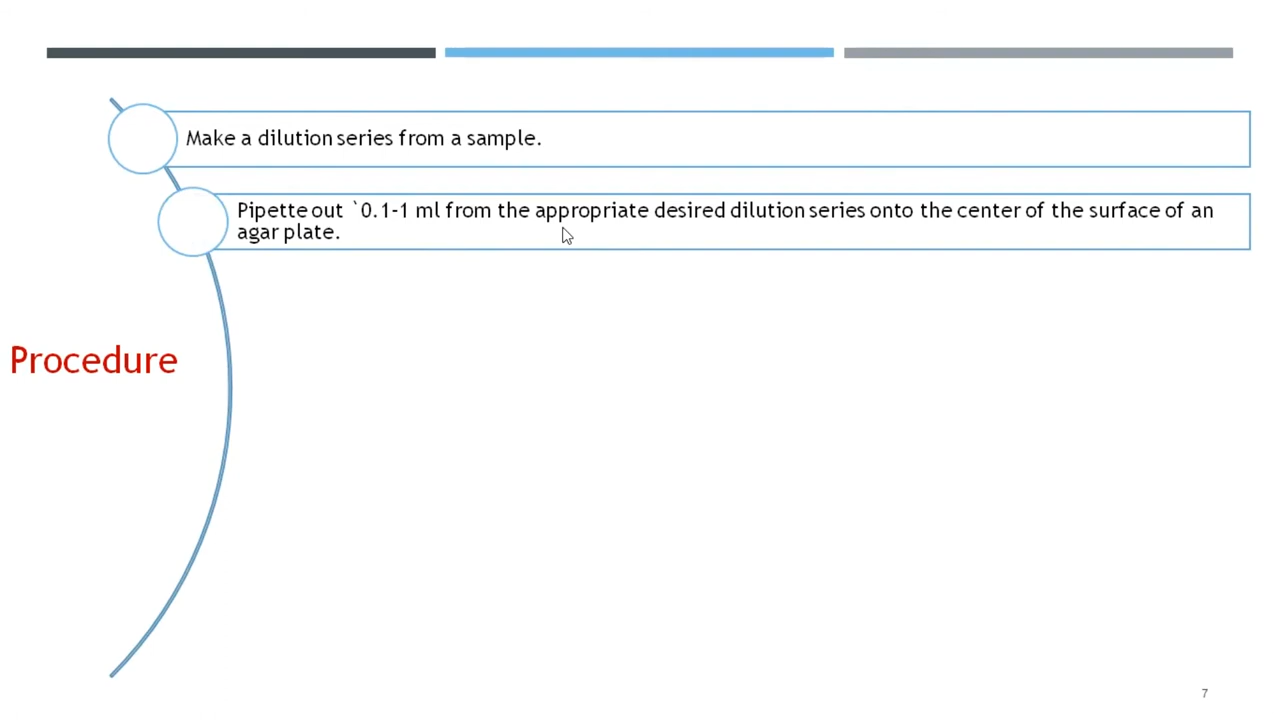 Make a dilution series from a sample.
Pipette out `0.1-1 ml from the appropriate desired dilution series onto the center of the surface of an
agar plate.
Procedure
7